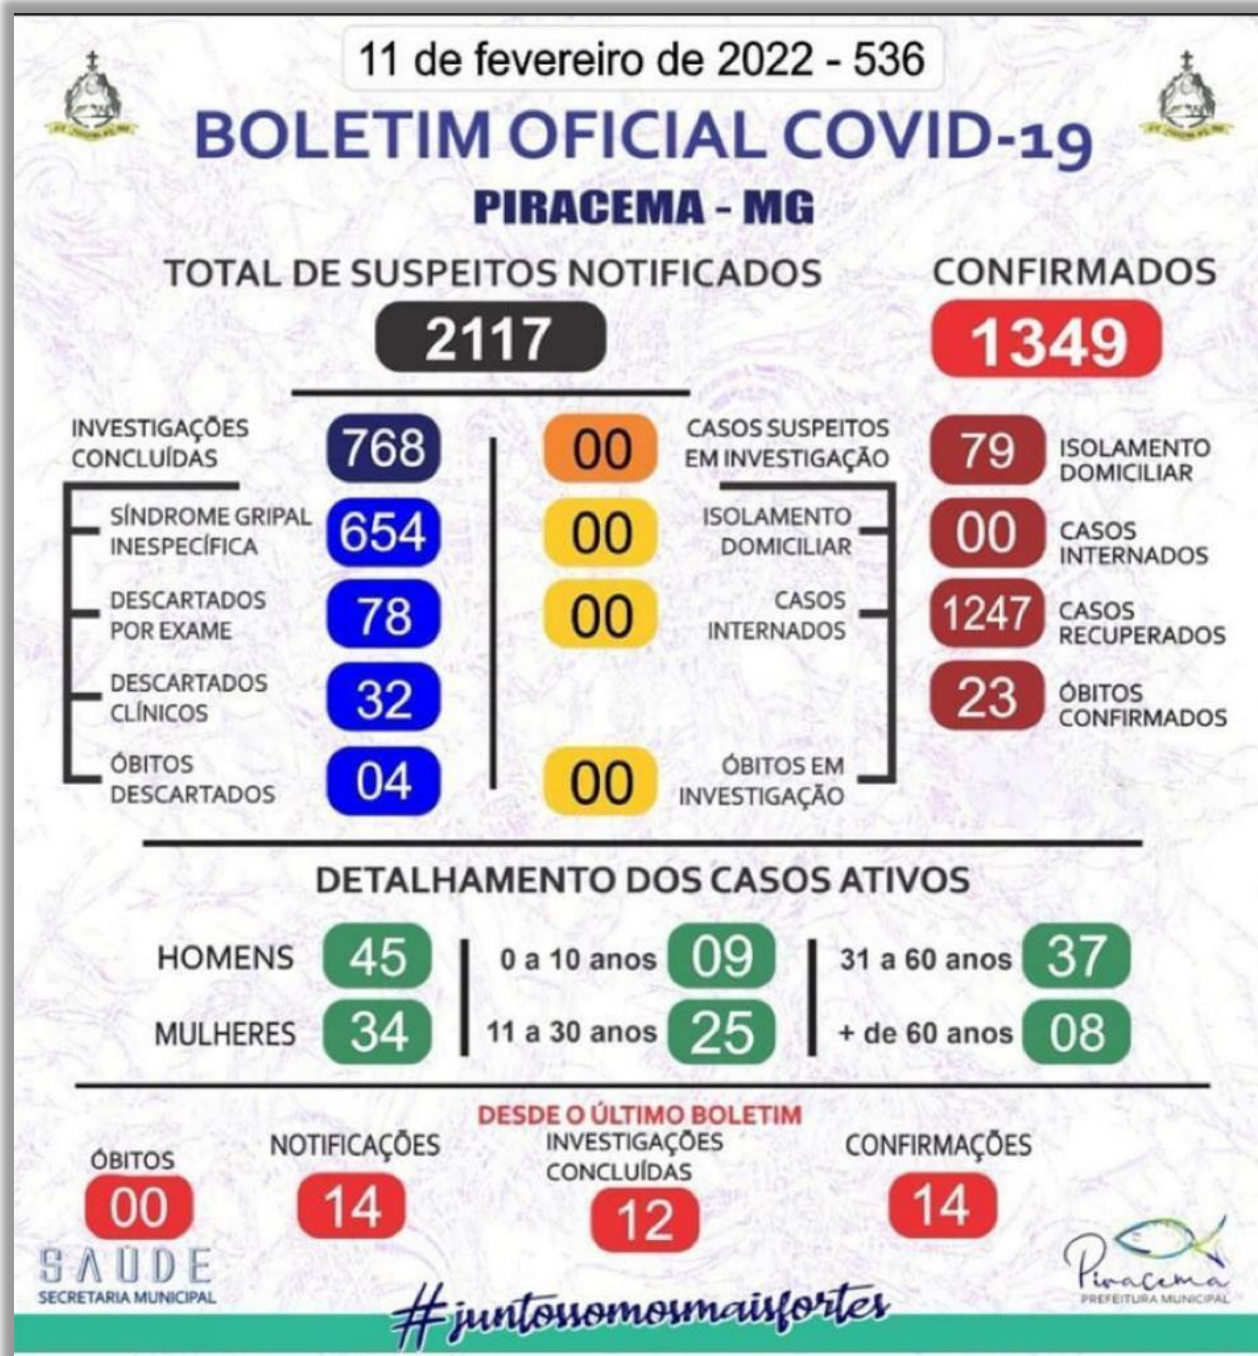 11 de fevereiro de 2022 - 536
BOLETIM OFICIAL COVID-19
PIRACEMA - MG
TOTAL DE SUSPEITOS NOTIFICADOS
2117
CONFIRMADOS
1349
INVESTIGAÇÕES
CONCLUÍDAS
768
SÍNDROME GRIPAL
INESPECÍFICA
654
DESCARTADOS
POR EXAME
78
DESCARTADOS
CLÍNICOS
32
ÓBITOS
DESCARTADOS
04
00
CASOS SUSPEITOS
EM INVESTIGAÇÃO
00
ISOLAMENTO
DOMICILIAR
00
CASOS
INTERNADOS
00
ÓBITOS EM
INVESTIGAÇÃO
79
ISOLAMENTO
DOMICILIAR
00
CASOS
INTERNADOS
1247
CASOS
RECUPERADOS
23
ÓBITOS
CONFIRMADOS
DETALHAMENTO DOS CASOS ATIVOS
HOMENS 45
MULHERES 34
0 a 10 anos 09
11 a 30 anos 25
31 a 60 anos 37
+ de 60 anos 08
DESDE O ÚLTIMO BOLETIM
ÓBITOS
00
NOTIFICAÇÕES
14
INVESTIGAÇÕES
CONCLUÍDAS
12
CONFIRMAÇÕES
14
SAÚDE
SECRETARIA MUNICIPAL
#juntossomosmaisfortes
Piracema
PREFEITURA MUNICIPAL